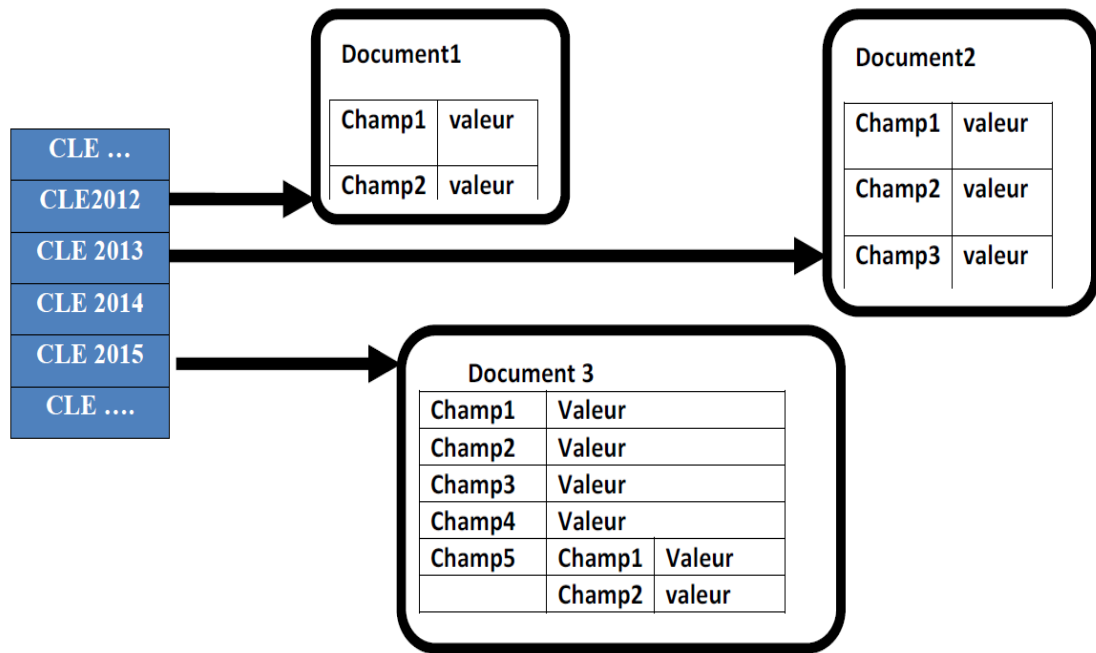 CLE ...
CLE2012
CLE 2013
CLE 2014
CLE 2015
CLE ....
Document1
Champ1 valeur
Champ2 valeur
Document2
Champ1 valeur
Champ2 valeur
Champ3 valeur
Document 3
Champ1 Valeur
Champ2 Valeur
Champ3 Valeur
Champ4 Valeur
Champ5 Champ1 Valeur
Champ2 valeur